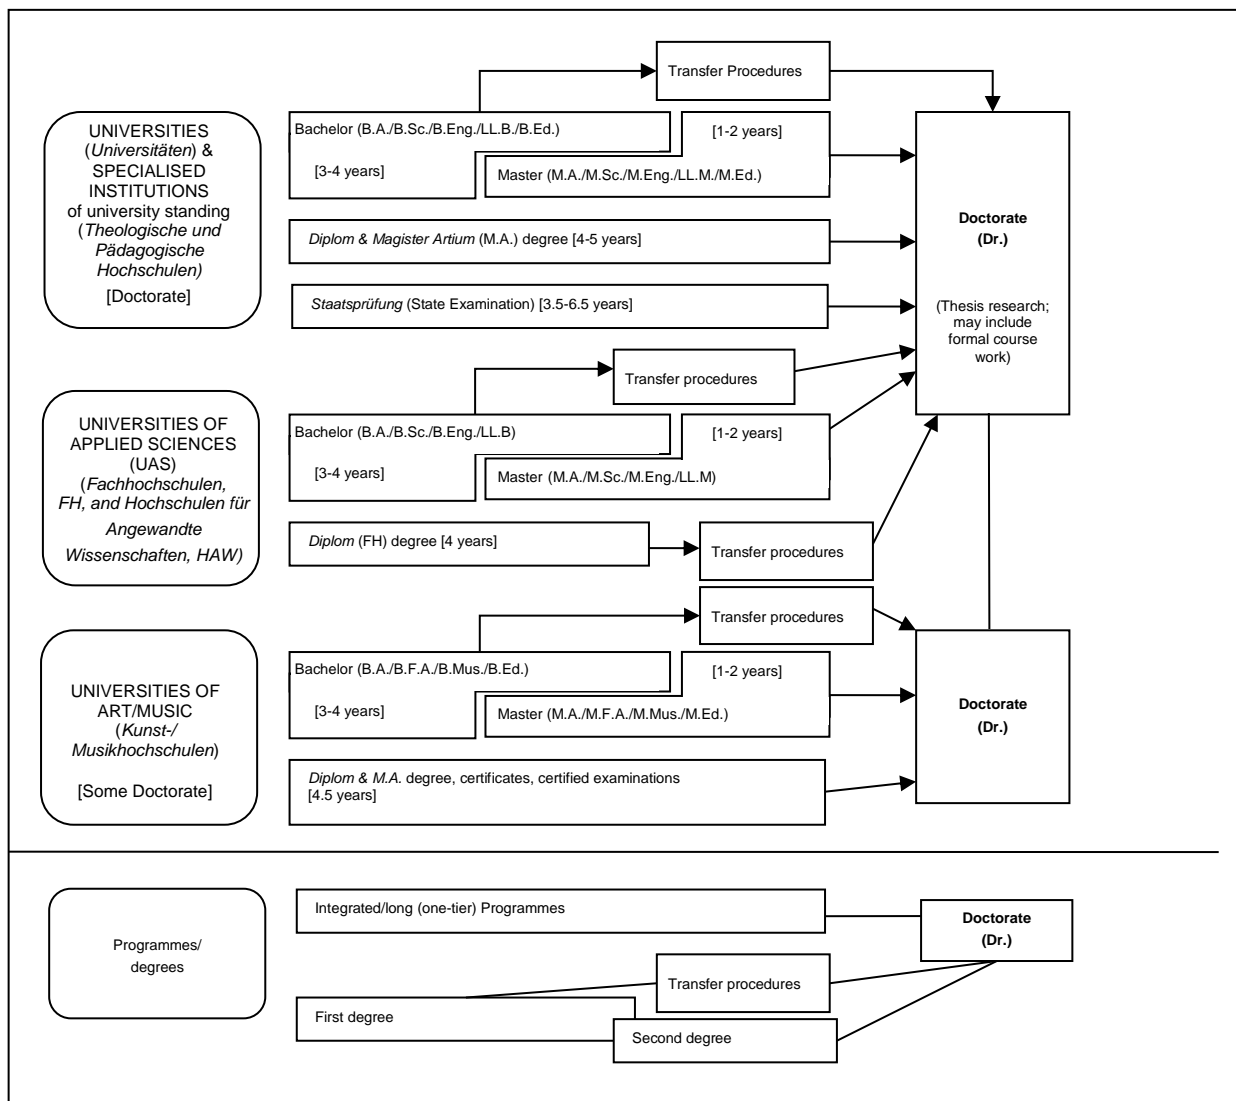 Transfer Procedures
UNIVERSITIES
(Universitäten) &
SPECIALISED
INSTITUTIONS
of university standing
(Theologische und
Pädagogische
Hochschulen)
[Doctorate]
Bachelor (B.A./B.Sc./B.Eng./LL.B./B.Ed.)
[3-4 years]
[1-2 years]
Master (M.A./M.Sc./M.Eng./LL.M./M.Ed.)
Diplom & Magister Artium (M.A.) degree [4-5 years]
Staatsprüfung (State Examination) [3.5-6.5 years]
Doctorate
(Dr.)
(Thesis research;
may include
formal course
work)
Transfer procedures
UNIVERSITIES OF
APPLIED SCIENCES
(UAS)
(Fachhochschulen,
FH, and Hochschulen für
Angewandte
Wissenschaften, HAW)
Bachelor (B.A./B.Sc./B.Eng./LL.B)
[3-4 years]
[1-2 years]
Master (M.A./M.Sc./M.Eng./LL.M)
Diplom (FH) degree [4 years]
Transfer procedures
Transfer procedures
UNIVERSITIES OF
ART/MUSIC
(Kunst-/
Musikhochschulen)
[Some Doctorate]
Bachelor (B.A./B.F.A./B.Mus./B.Ed.)
[3-4 years]
[1-2 years]
Master (M.A./M.F.A./M.Mus./M.Ed.)
Diplom & M.A. degree, certificates, certified examinations
[4.5 years]
Doctorate
(Dr.)
Programmes/
degrees
Integrated/long (one-tier) Programmes
Doctorate
(Dr.)
Transfer procedures
First degree
Second degree